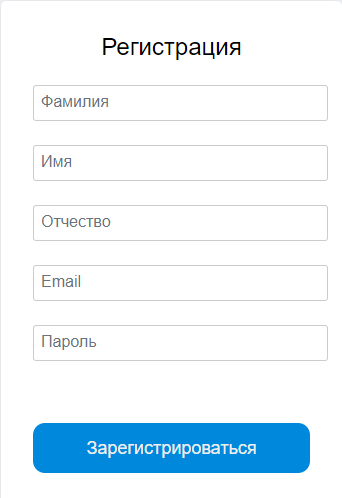 Регистрация
Фамилия
Имя
Отчество
Email
Пароль
Зарегистрироваться